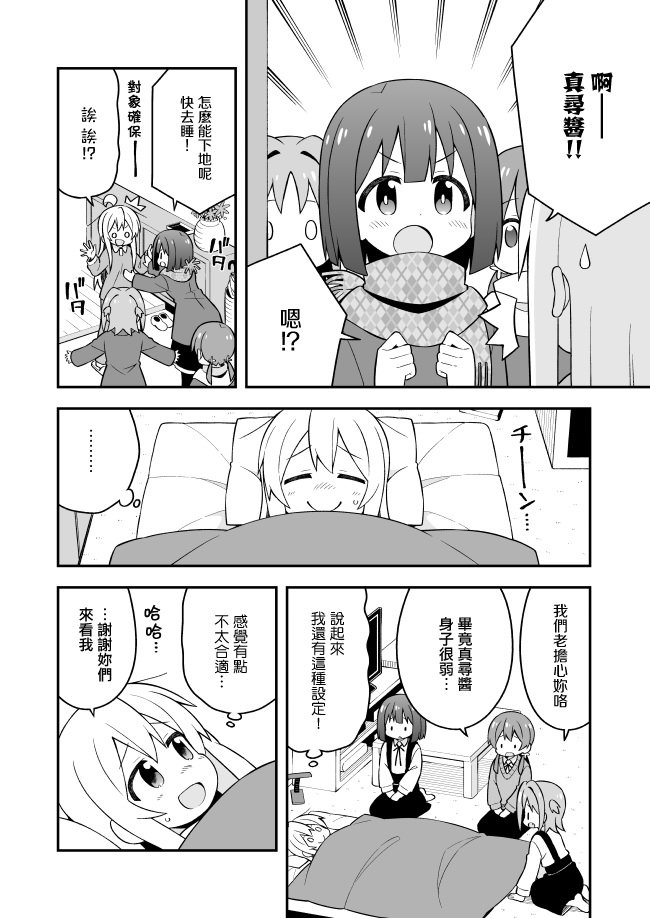 啊——
真尋醬!!
嗯!?
怎麼能下地呢
快去睡！
對象確保——
誒誒!?
バタ
バタ
チーン…
………
我們老擔心妳咯
畢竟真尋醬
身子很弱…
說起來
我還有這種設定！
感覺有點
不太合適…
哈哈…
…謝謝妳們
來看我